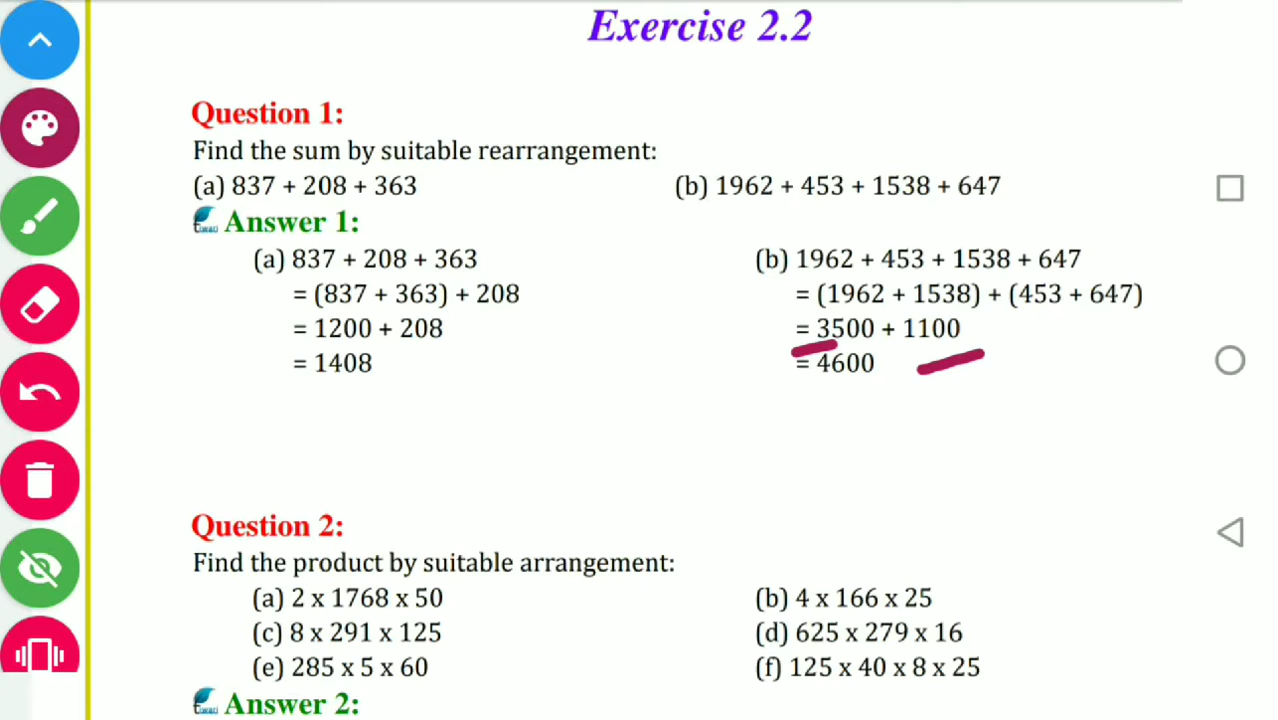 Exercise 2.2
Question 1:
Find the sum by suitable rearrangement:
(a) 837 + 208 + 363 (b) 1962 + 453 + 1538 + 647
Answer 1:
(a) 837 + 208 + 363 (b) 1962 + 453 + 1538 + 647
= (837 + 363) + 208 = (1962 + 1538) + (453 + 647)
= 1200 + 208 = 3500 + 1100
= 1408 = 4600
Question 2:
Find the product by suitable arrangement:
(a) 2 x 1768 x 50 (b) 4 x 166 x 25
(c) 8 x 291 x 125 (d) 625 x 279 x 16
(e) 285 x 5 x 60 (f) 125 x 40 x 8 x 25
Answer 2: